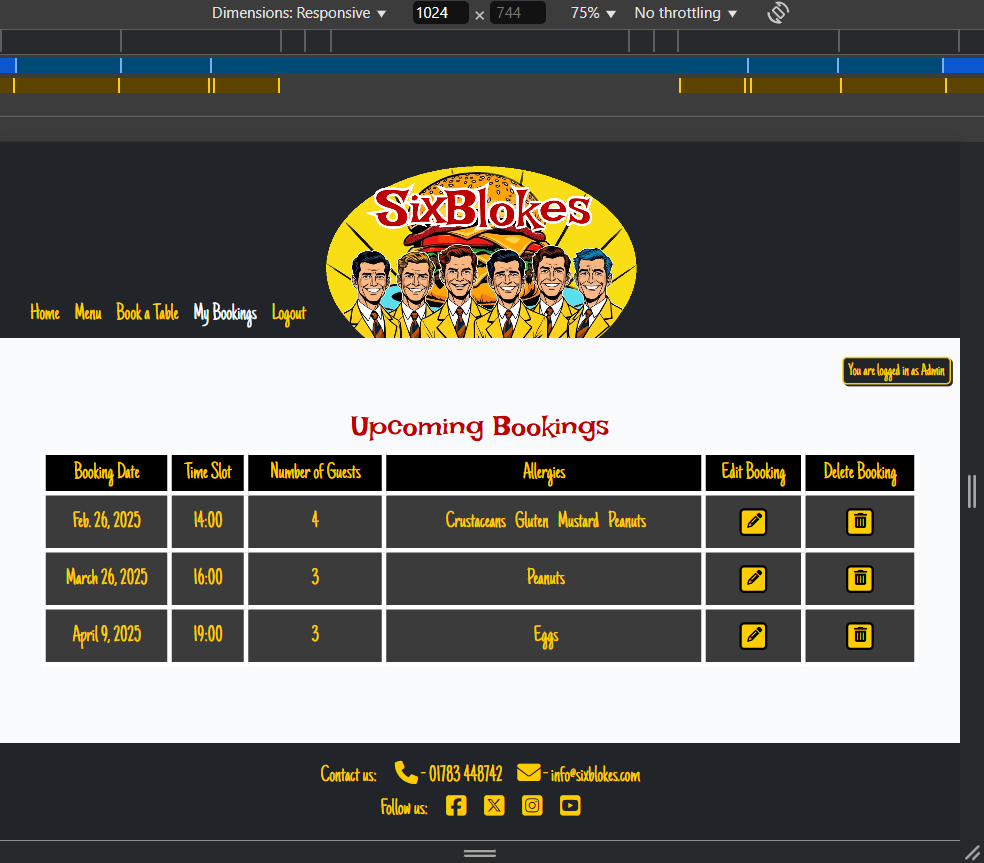 Dimensions: Responsive 1024 × 744 75% No throttling
SixBlokes
Home Menu Book a Table My Bookings Logout
You are logged in as Admin
Upcoming Bookings
Booking Date Time Slot Number of Guests Allergies Edit Booking Delete Booking
Feb. 26, 2025 14:00 4 Crustaceans Gluten Mustard Peanuts
March 26, 2025 16:00 3 Peanuts
April 9, 2025 19:00 3 Eggs
Contact us: - 01783 448742 - info@sixblokes.com
Follow us: